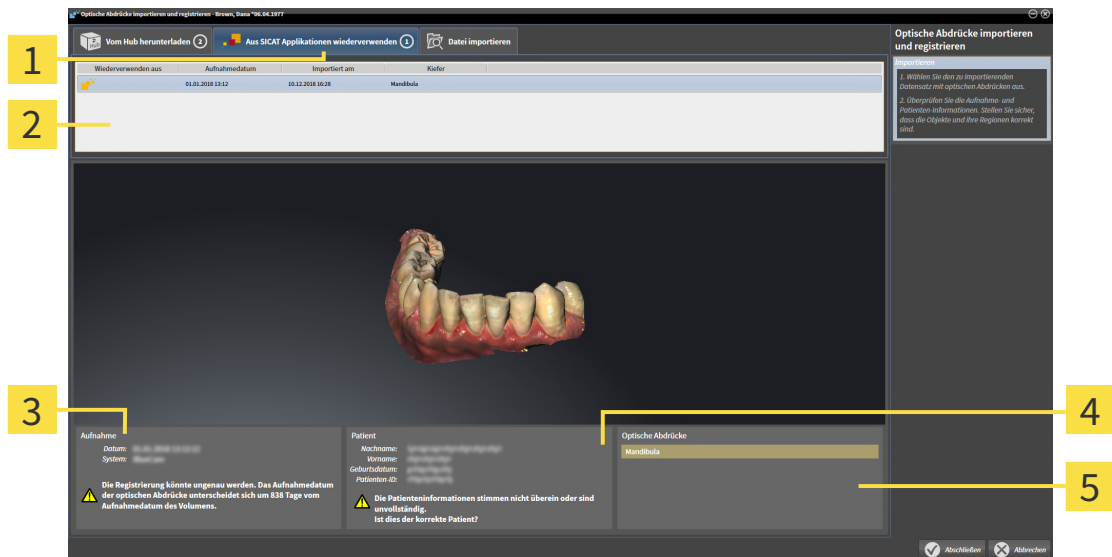 Optische Abdrücke importieren und registrieren - Brown, Dana *06.04.1977
Vom Hub herunterladen 2
Aus SICAT Applikationen wiederverwenden 1
Datei importieren
Wiederverwenden aus Aufnahmedatum Importiert am Kiefer
01.01.2018 13:12 10.12.2018 16:28 Mandibula
Optische Abdrücke importieren
und registrieren
Importieren
1. Wählen Sie den zu importierenden
Datensatz mit optischen Abdrücken aus.
2. Überprüfen Sie die Aufnahme- und
Patienten-Informationen. Stellen Sie sicher,
dass die Objekte und ihre Regionen korrekt
sind.
1
2
3
4
5
Aufnahme
Datum:
System:
Die Registrierung könnte ungenau werden. Das Aufnahmedatum
der optischen Abdrücke unterscheidet sich um 838 Tage vom
Aufnahmedatum des Volumens.
Patient
Nachname:
Vorname:
Geburtsdatum:
Patienten-ID:
Die Patienteninformationen stimmen nicht überein oder sind
unvollständig.
Ist dies der korrekte Patient?
Optische Abdrücke
Mandibula
Abschließen
Abbrechen